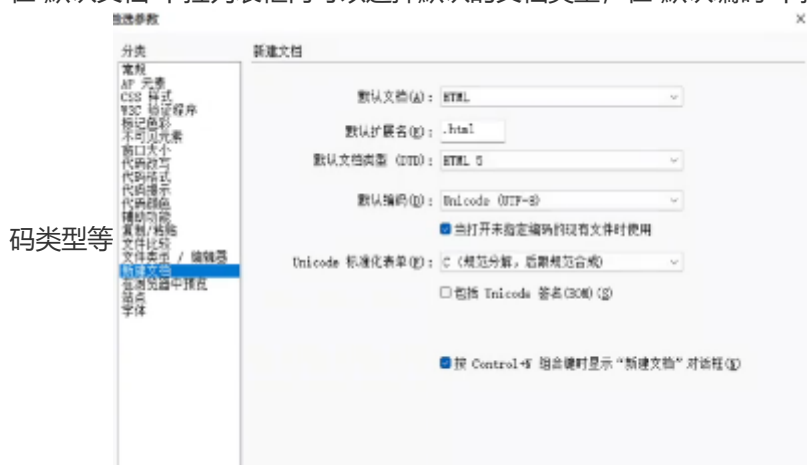 首选参数
分类
新建文档
常规
AP 元素
CSS 样式
W3C 验证程序
标记色彩
不可见元素
窗口大小
代码改写
代码格式
代码提示
代码颜色
辅助功能
复制/粘贴
文件比较
文件类型 / 编辑器
新建文档
在浏览器中预览
站点
字体
默认文档(A): HTML
默认扩展名(E): .html
默认文档类型 (DTD): HTML 5
默认编码(D): Unicode (UTF-8)
当打开未指定编码的现有文件时使用
Unicode 标准化表单(F): C (规范分解, 后跟规范合成)
包括 Unicode 签名(BOM)(S)
按 Control+N 组合键时显示“新建文档”对话框(N)
码类型等